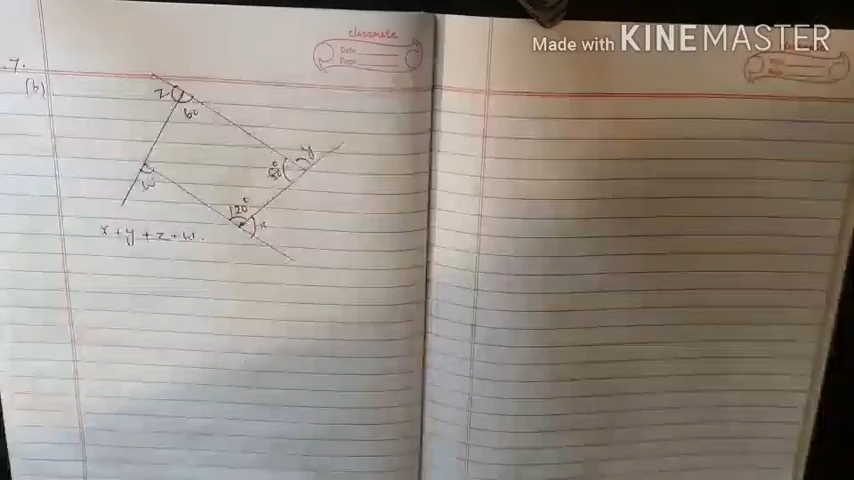 Made with KINEMASTER
classmate
Date
Page
.7.
(b)
z
60
y
80°
w
120°
x
x+y+z+w.